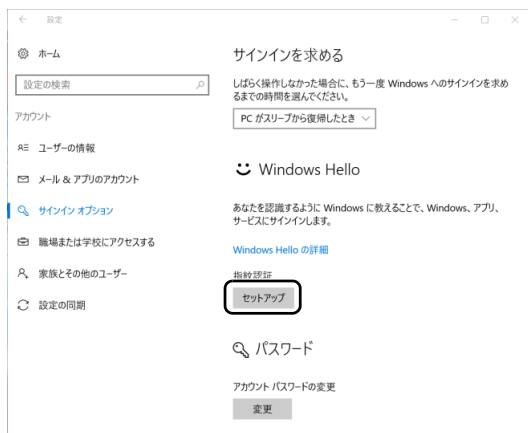 設定
ホーム
設定の検索
アカウント
ユーザーの情報
メール & アプリのアカウント
サインイン オプション
職場または学校にアクセスする
家族とその他のユーザー
設定の同期
サインインを求める
しばらく操作しなかった場合に、もう一度 Windows へのサインインを求め
るまでの時間を選んでください。
PC がスリープから復帰したとき
Windows Hello
あなたを認識するように Windows に教えることで、Windows、アプリ、
サービスにサインインします。
Windows Hello の詳細
指紋認証
セットアップ
パスワード
アカウント パスワードの変更
変更